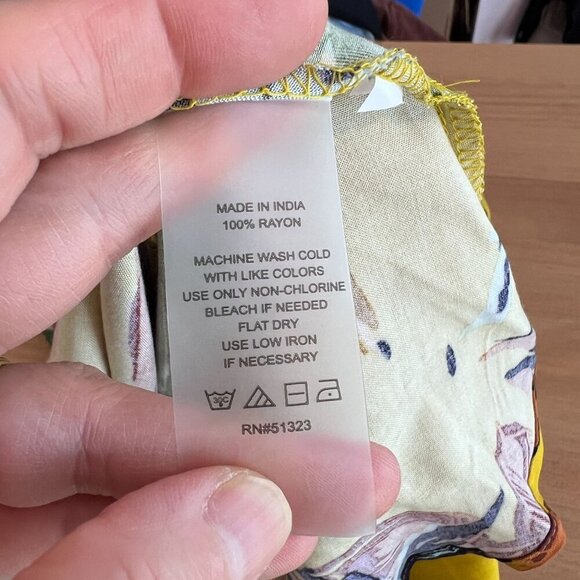 MADE IN INDIA
100% RAYON
MACHINE WASH COLD
WITH LIKE COLORS
USE ONLY NON-CHLORINE
BLEACH IF NEEDED
FLAT DRY
USE LOW IRON
IF NECESSARY
30C
RN#51323